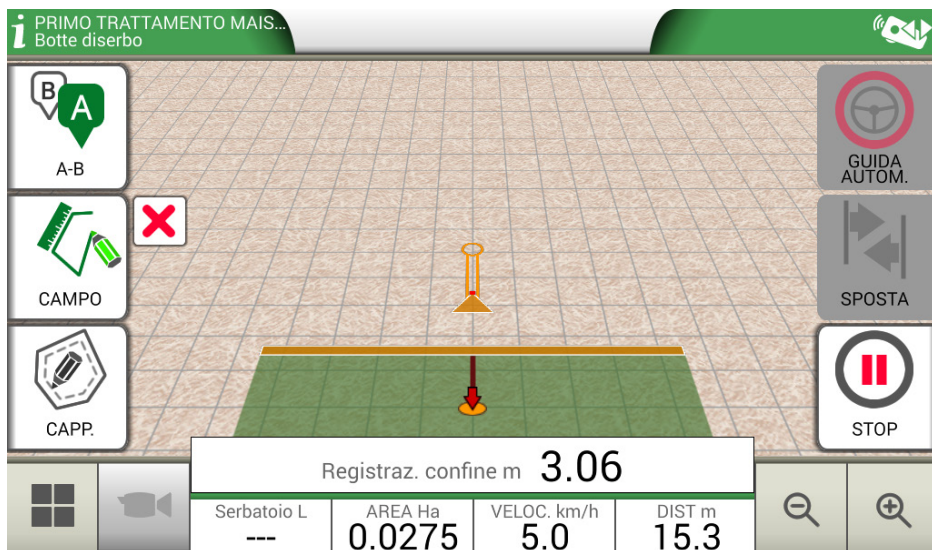 PRIMO TRATTAMENTO MAIS...
Botte diserbo
B
A
A-B
GUIDA
AUTOM.
CAMPO
SPOSTA
CAPP.
STOP
Registraz. confine m 3.06
Serbatoio L
---
AREA Ha
0.0275
VELOC. km/h
5.0
DIST m
15.3